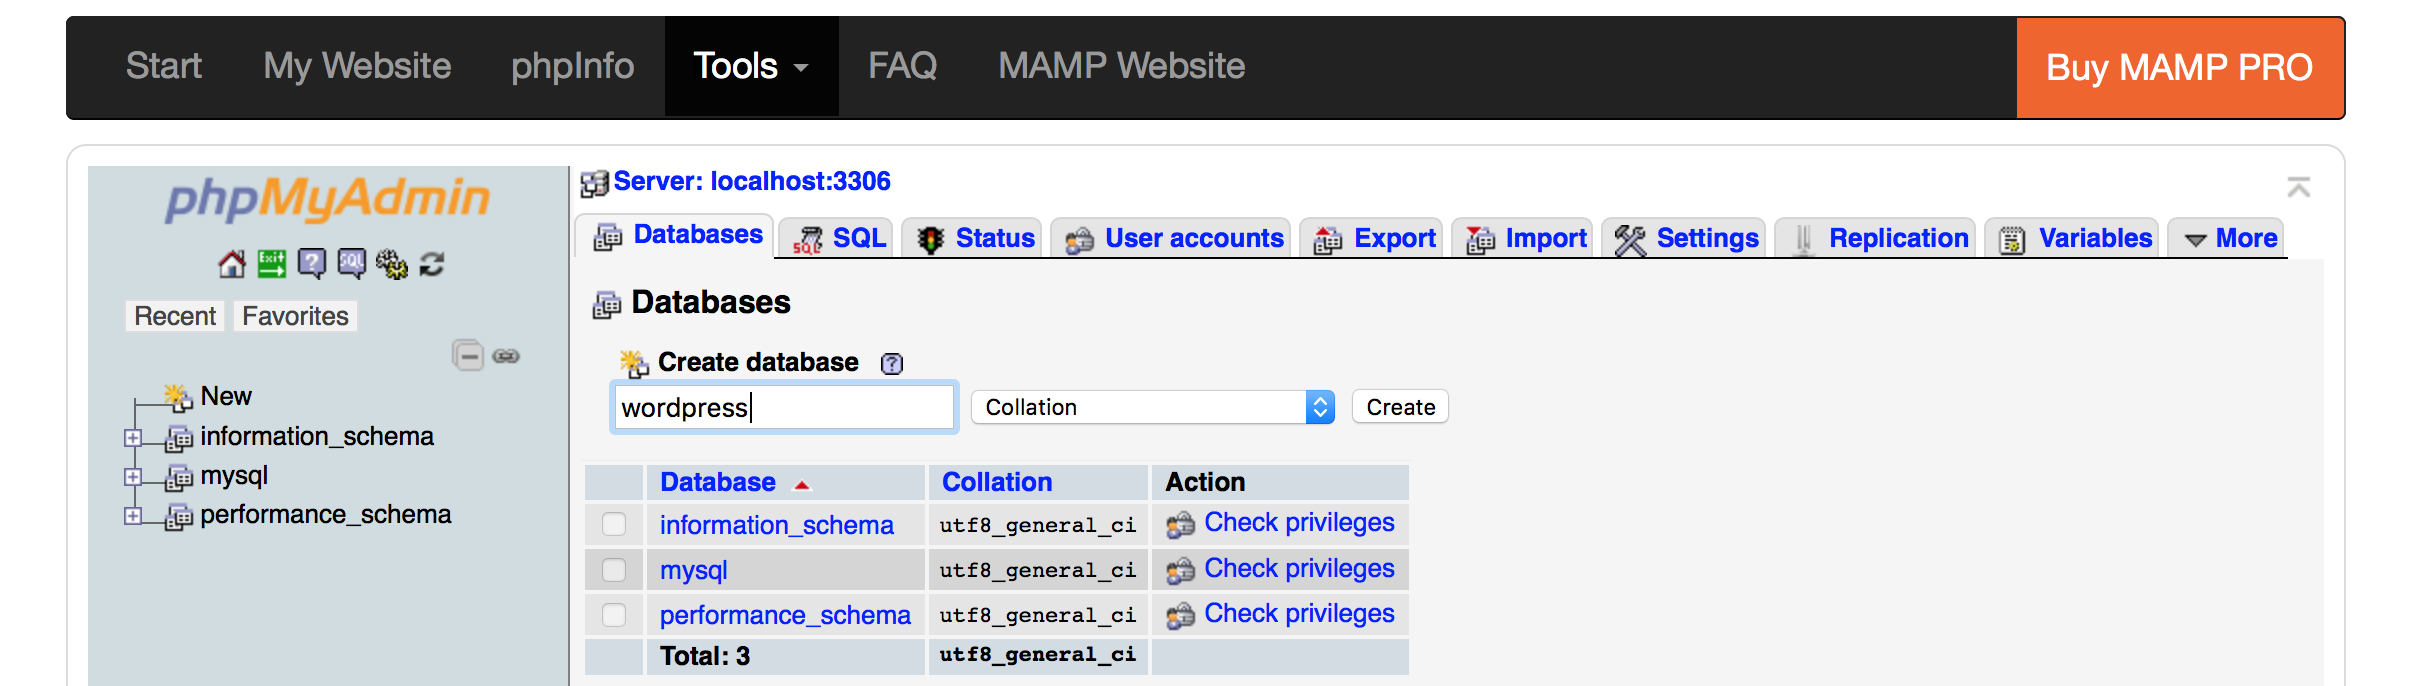 Start My Website phpInfo Tools FAQ MAMP Website Buy MAMP PRO
phpMyAdmin
Recent Favorites
New
information_schema
mysql
performance_schema
Server: localhost:3306
Databases SQL Status User accounts Export Import Settings Replication Variables More
Databases
Create database
wordpress Collation Create
Database Collation Action
information_schema utf8_general_ci Check privileges
mysql utf8_general_ci Check privileges
performance_schema utf8_general_ci Check privileges
Total: 3 utf8_general_ci